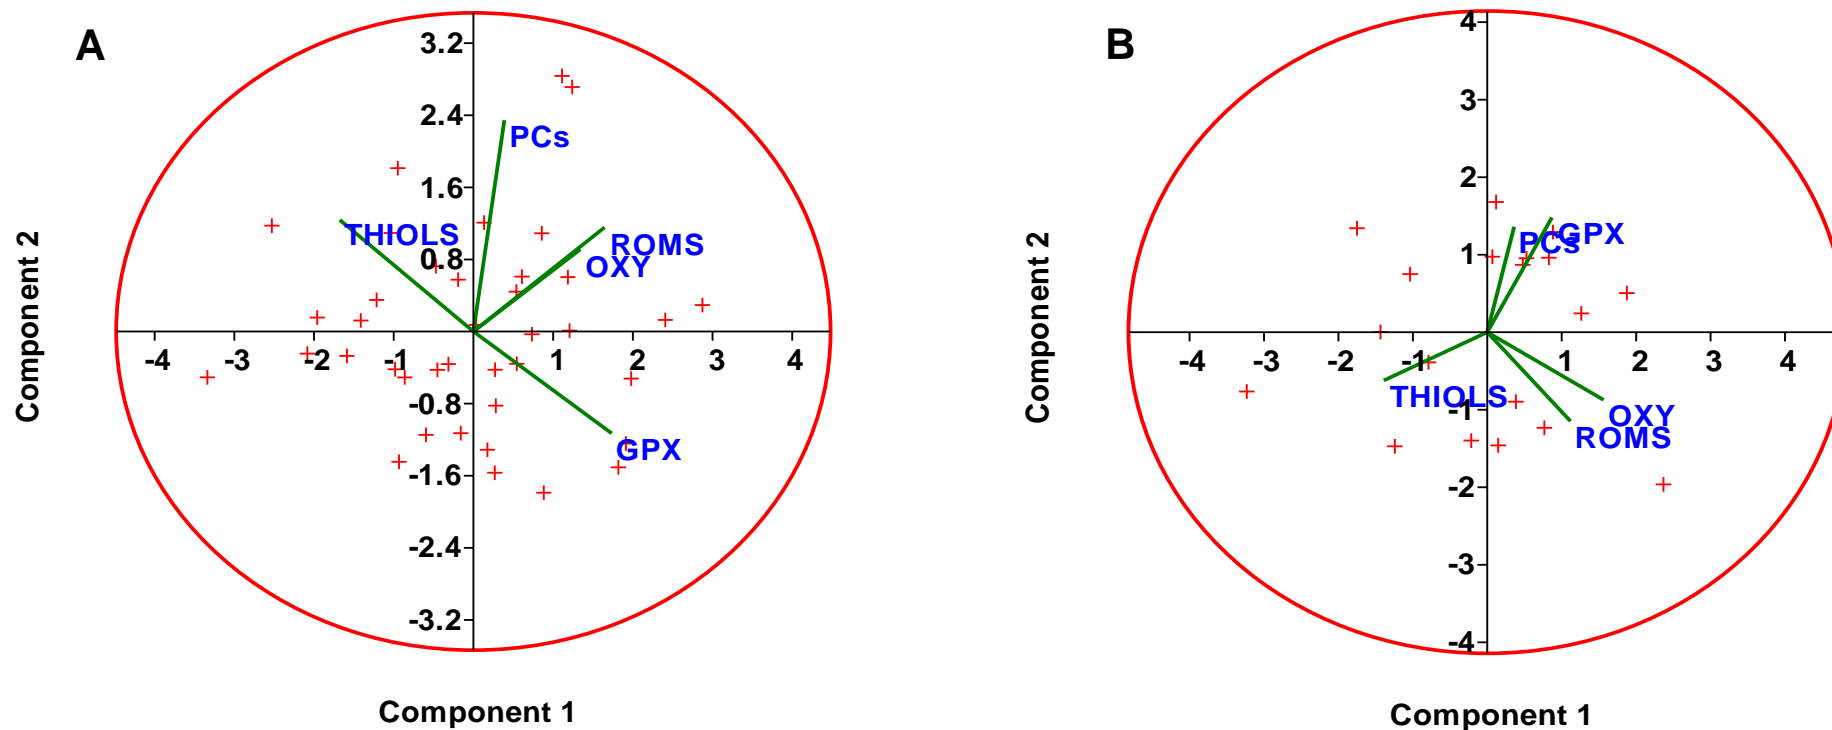 A
3.2
2.4
PCs
1.6
THIOLS
ROMS
0.8
OXY
-4 -3 -2 -1 1 2 3 4
-0.8
GPX
-1.6
-2.4
-3.2
Component 2
Component 1
B
4
3
2
GPX
PCs
1
-4 -3 -2 -1 1 2 3 4
THIOLS
-1
OXY
ROMS
-2
-3
-4
Component 2
Component 1